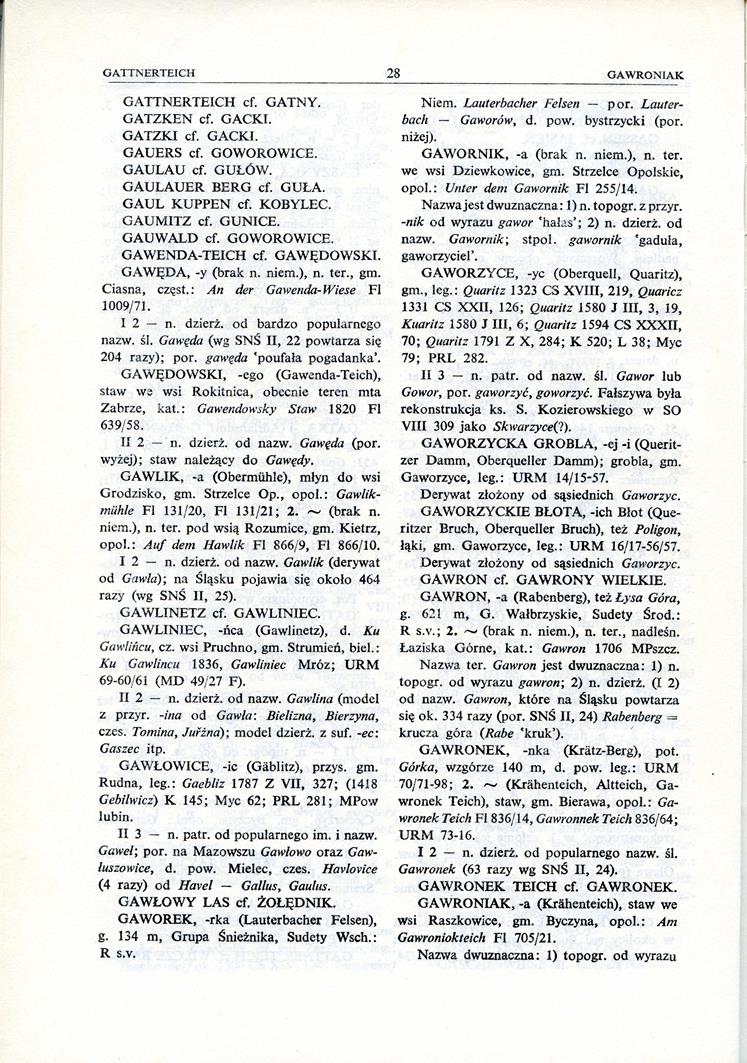 GATTNERTEICH 28 GAWRONIAK
GATTNERTEICH cf. GATNY.
GATZKEN cf. GACKI.
GATZKI cf. GACKI.
GAUERS cf. GOWOROWICE.
GAULAU cf. GUŁÓW.
GAULAUER BERG cf. GUŁA.
GAUL KUPPEN cf. KOBYLEC.
GAUMITZ cf. GUNICE.
GAUWALD cf. GOWOROWICE.
GAWENDA-TEICH cf. GAWĘDOWSKI.
GAWĘDA, -y (brak n. niem.), n. ter., gm.
Ciasna, częst.: An der Gawenda-Wiese Fl
1009/71.
I 2 — n. dzierż. od bardzo popularnego
nazw. śl. Gawęda (wg SNŚ II, 22 powtarza się
204 razy); por. gawęda ‘poufała pogadanka’.
GAWĘDOWSKI, -ego (Gawenda-Teich),
staw we wsi Rokitnica, obecnie teren mta
Zabrze, kat.: Gawendowsky Staw 1820 Fl
639/58.
II 2 — n. dzierż. od nazw. Gawęda (por.
wyżej); staw należący do Gawędy.
GAWLIK, -a (Obermühle), młyn do wsi
Grodzisko, gm. Strzelce Op., opol.: Gawlik-
mühle Fl 131/20, Fl 131/21; 2. ~ (brak n.
niem.), n. ter. pod wsią Rozumice, gm. Kietrz,
opol.: Auf dem Hawlik Fl 866/9, Fl 866/10.
I 2 — n. dzierż. od nazw. Gawlik (derywat
od Gawła); na Śląsku pojawia się około 464
razy (wg SNŚ II, 25).
GAWLINETZ cf. GAWLINIEC.
GAWLINIEC, -ńca (Gawlinetz), d. Ku
Gawlińcu, cz. wsi Pruchno, gm. Strumień, biel.:
Ku Gawlincu 1836, Gawliniec Mróz; URM
69-60/61 (MD 49/27 F).
II 2 — n. dzierż. od nazw. Gawlina (model
z przyr. -ina od Gawła: Bielizna, Bierzyna,
czes. Tomina, Juřžna); model dzierż. z suf. -ec:
Gaszec itp.
GAWŁOWICE, -ic (Gäblitz), przys. gm.
Rudna, leg.: Gaebliz 1787 Z VII, 327; (1418
Gebilwicz) K 145; Myc 62; PRL 281; MPow
lubin.
II 3 — n. patr. od popularnego im. i nazw.
Gaweł; por. na Mazowszu Gawłowo oraz Gaw-
łuszowice, d. pow. Mielec, czes. Havlovice
(4 razy) od Havel — Gallus, Gaulus.
GAWŁOWY LAS cf. ŻOŁĘDNIK.
GAWOREK, -rka (Lauterbacher Felsen),
g. 134 m, Grupa Śnieżnika, Sudety Wsch.:
R s.v.
Niem. Lauterbacher Felsen — por. Lauter-
bach — Gaworów, d. pow. bystrzycki (por.
niżej).
GAWORNIK, -a (brak n. niem.), n. ter.
we wsi Dziewkowice, gm. Strzelce Opolskie,
opol.: Unter dem Gawornik Fl 255/14.
Nazwa jest dwuznaczna: 1) n. topogr. z przyr.
-nik od wyrazu gawor ‘hałas’; 2) n. dzierż. od
nazw. Gawornik; stpol. gawornik ‘gaduła,
gaworzyciel’.
GAWORZYCE, -yc (Oberquell, Quaritz),
gm., leg.: Quaritz 1323 CS XVIII, 219, Quaricz
1331 CS XXII, 126; Quaritz 1580 J III, 3, 19,
Kuaritz 1580 J III, 6; Quaritz 1594 CS XXXII,
70; Quaritz 1791 Z X, 284; K 520; L 38; Myc
79; PRL 282.
II 3 — n. patr. od nazw. śl. Gawor lub
Gowor, por. gaworzyć, goworzyć. Fałszywa była
rekonstrukcja ks. S. Kozierowskiego w SO
VIII 309 jako Skwarzyce(?).
GAWORZYCKA GROBLA, -ej -i (Querit-
zer Damm, Oberqueller Damm); grobla, gm.
Gaworzyce, leg.: URM 14/15-57.
Derywat złożony od sąsiednich Gaworzyc.
GAWORZYCKIE BŁOTA, -ich Błot (Que-
ritzer Bruch, Oberqueller Bruch), też Poligon,
łąki, gm. Gaworzyce, leg.: URM 16/17-56/57.
Derywat złożony od sąsiednich Gaworzyc.
GAWRON cf. GAWRONY WIELKIE.
GAWRON, -a (Rabenberg), też Łysa Góra,
g. 621 m, G. Wałbrzyskie, Sudety Środ.:
R s.v.; 2. ~ (brak n. niem.), n. ter., nadleśn.
Łaziska Górne, kat.: Gawron 1706 MPszcz.
Nazwa ter. Gawron jest dwuznaczna: 1) n.
topogr. od wyrazu gawron; 2) n. dzierż. (I 2)
od nazw. Gawron, które na Śląsku powtarza
się ok. 334 razy (por. SNŚ II, 24) Rabenberg =
krucza góra (Rabe ‘kruk’).
GAWRONEK, -nka (Krätz-Berg), pot.
Górka, wzgórze 140 m, d. pow. leg.: URM
70/71-98; 2. ~ (Krähenteich, Altteich, Ga-
wronek Teich), staw, gm. Bierawa, opol.: Ga-
wronek Teich Fl 836/14, Gawronnek Teich 836/64;
URM 73-16.
I 2 — n. dzierż. od popularnego nazw. śl.
Gawronek (63 razy wg SNŚ II, 24).
GAWRONEK TEICH cf. GAWRONEK.
GAWRONIAK, -a (Krähenteich), staw we
wsi Raszkowice, gm. Byczyna, opol.: Am
Gawroniokteich Fl 705/21.
Nazwa dwuznaczna: 1) topogr. od wyrazu